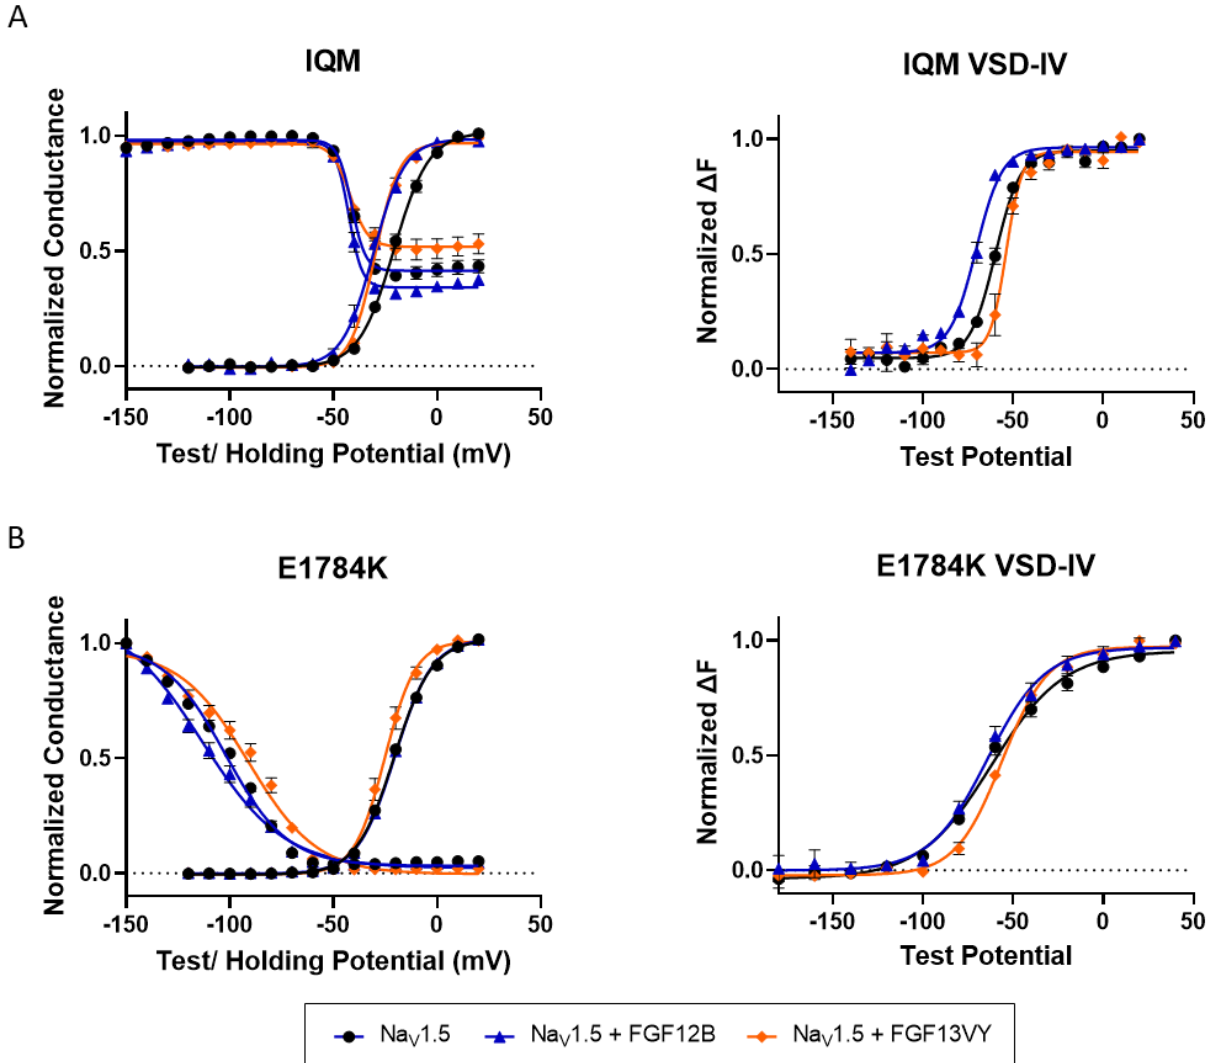 A
IQM
Normalized Conductance
1.0
0.5
0.0
-150
-100
-50
0
50
Test/ Holding Potential (mV)
IQM VSD-IV
Normalized ΔF
1.0
0.5
0.0
-150
-100
-50
0
50
Test Potential
B
E1784K
Normalized Conductance
1.0
0.5
0.0
-150
-100
-50
0
50
Test/ Holding Potential (mV)
E1784K VSD-IV
Normalized ΔF
1.0
0.5
0.0
-150
-100
-50
0
50
Test Potential
NaV1.5
NaV1.5 + FGF12B
NaV1.5 + FGF13VY